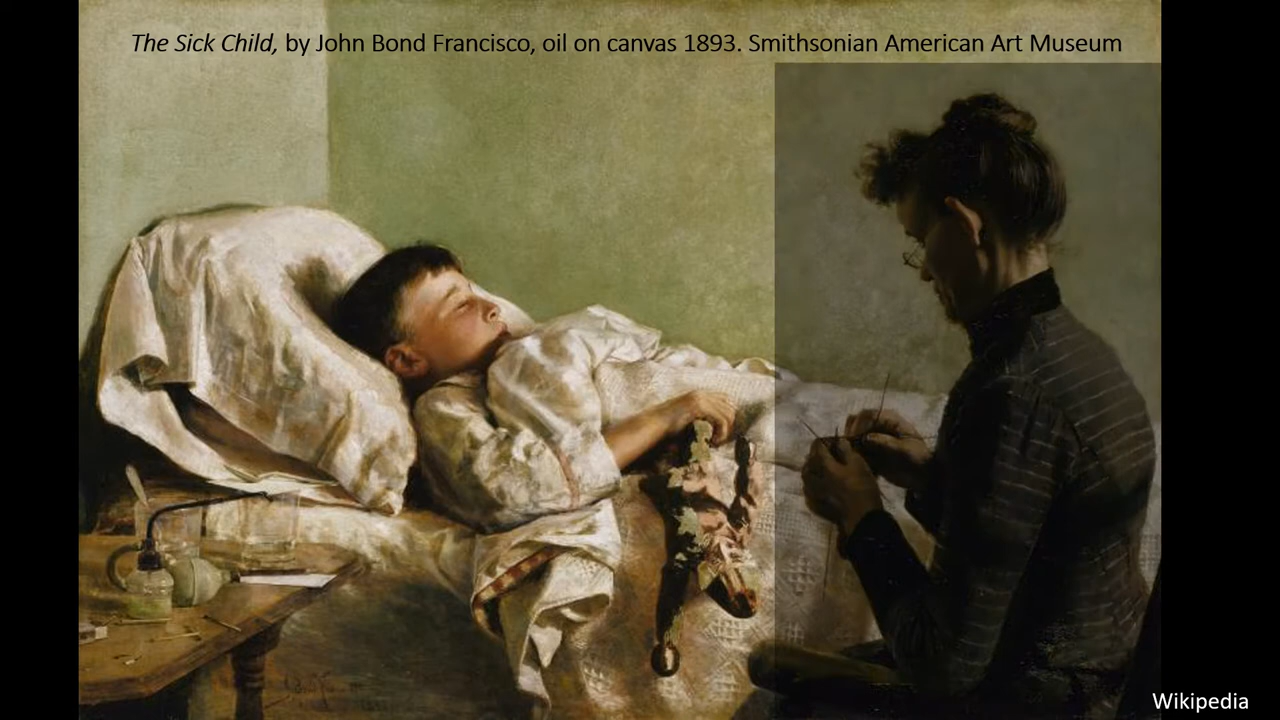 The Sick Child, by John Bond Francisco, oil on canvas 1893. Smithsonian American Art Museum
Wikipedia